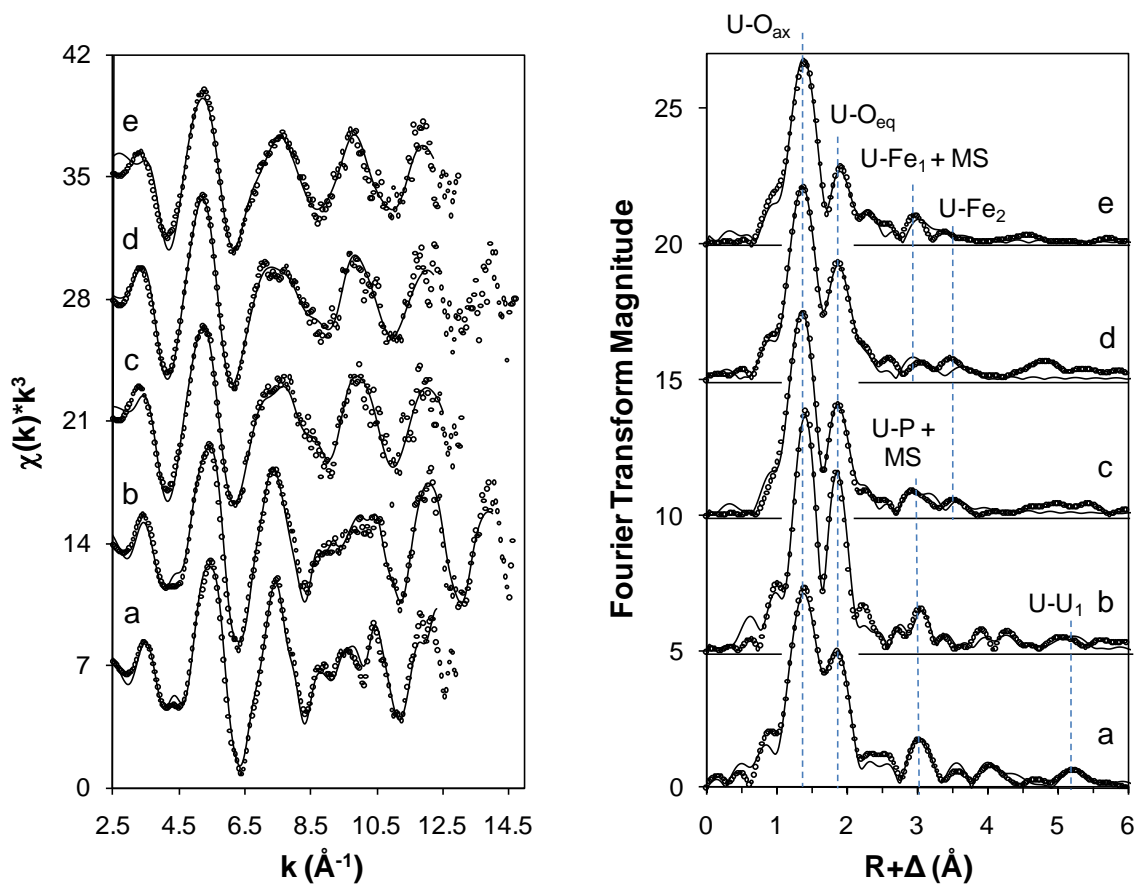 42
35
28
21
14
7
0
e
d
c
b
a
χ(k)*k³
2.5 4.5 6.5 8.5 10.5 12.5 14.5
k (Å⁻¹)
U-Oₐₓ
U-O_eq
U-Fe₁ + MS
U-Fe₂
U-P +
MS
U-U₁
25
20
15
10
5
0
e
d
c
b
a
Fourier Transform Magnitude
0 1 2 3 4 5 6
R+Δ (Å)